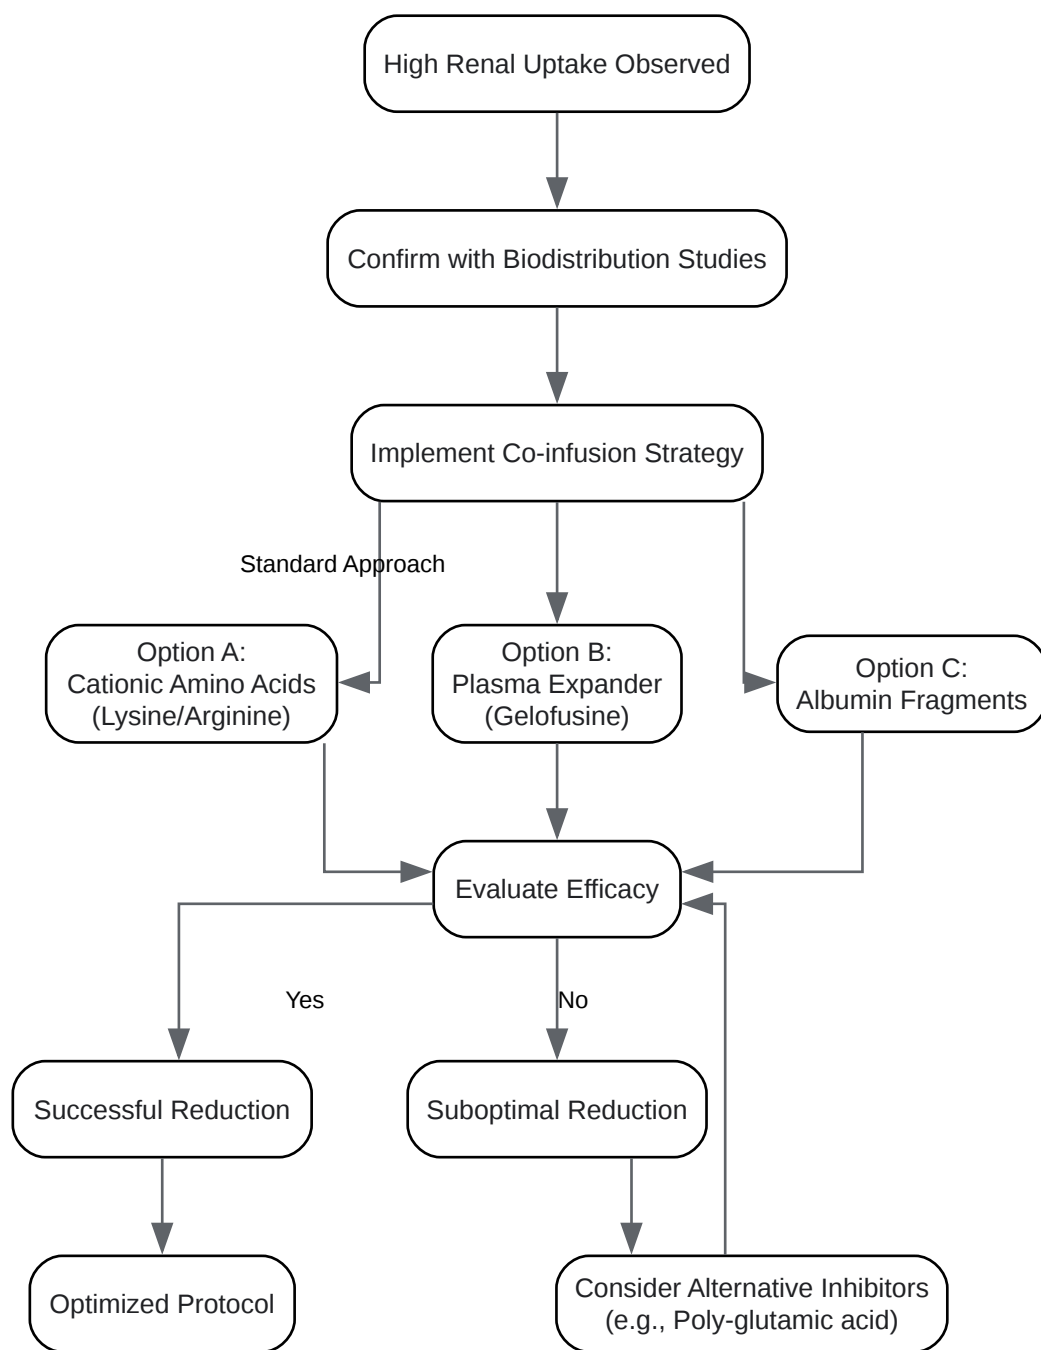 High Renal Uptake Observed
Confirm with Biodistribution Studies
Implement Co-infusion Strategy
Standard Approach
Option A:
Cationic Amino Acids
(Lysine/Arginine)
Option B:
Plasma Expander
(Gelofusine)
Option C:
Albumin Fragments
Evaluate Efficacy
Yes
No
Successful Reduction
Suboptimal Reduction
Optimized Protocol
Consider Alternative Inhibitors
(e.g., Poly-glutamic acid)